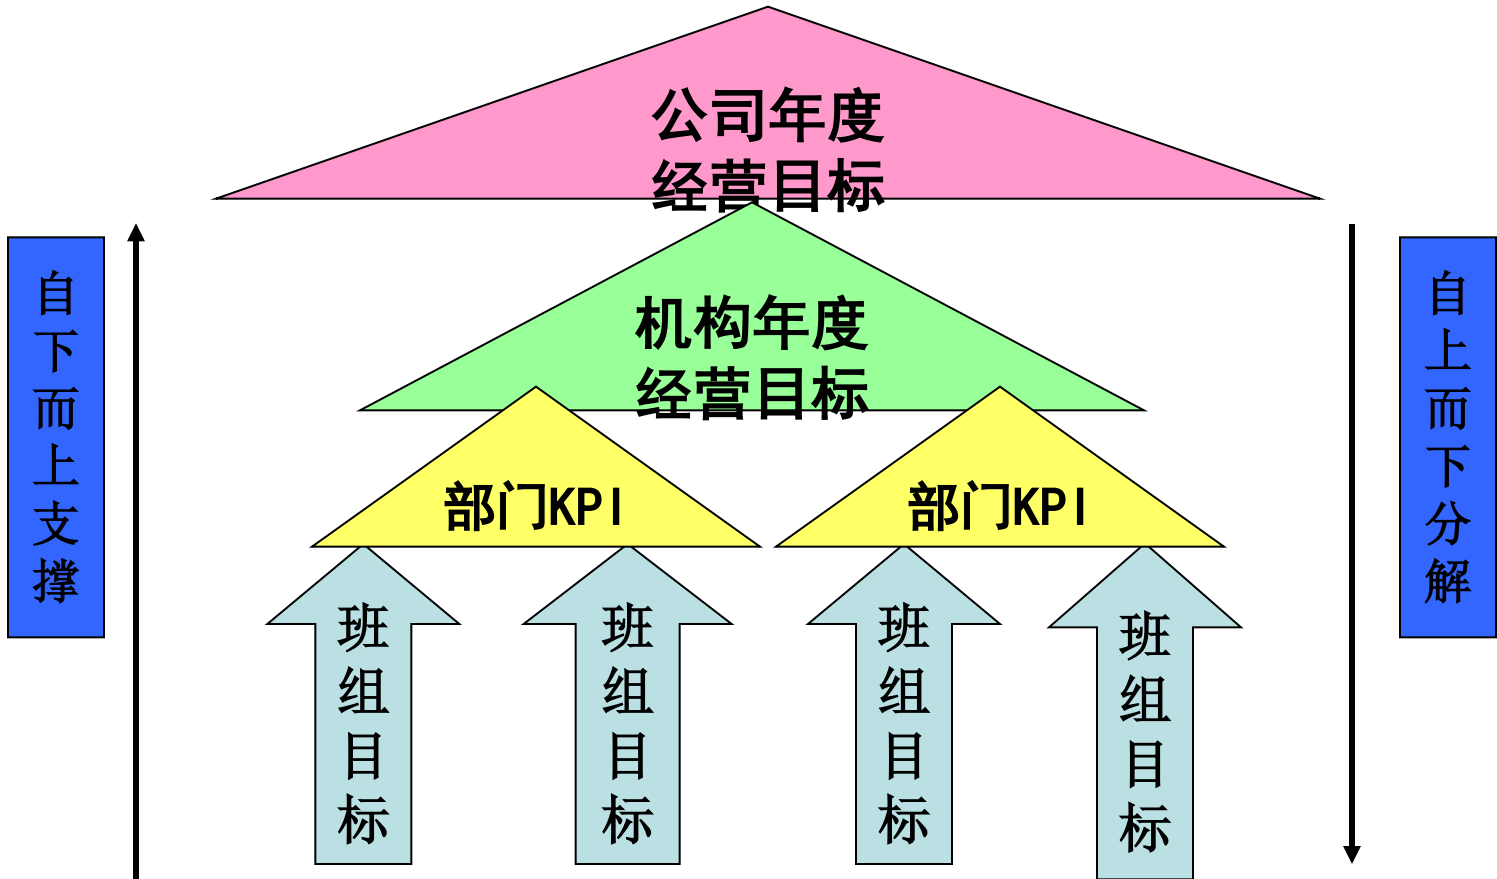 公司年度
经营目标
机构年度
经营目标
部门KPI
部门KPI
班组目标
班组目标
班组目标
班组目标
自下而上支撑
自上而下分解